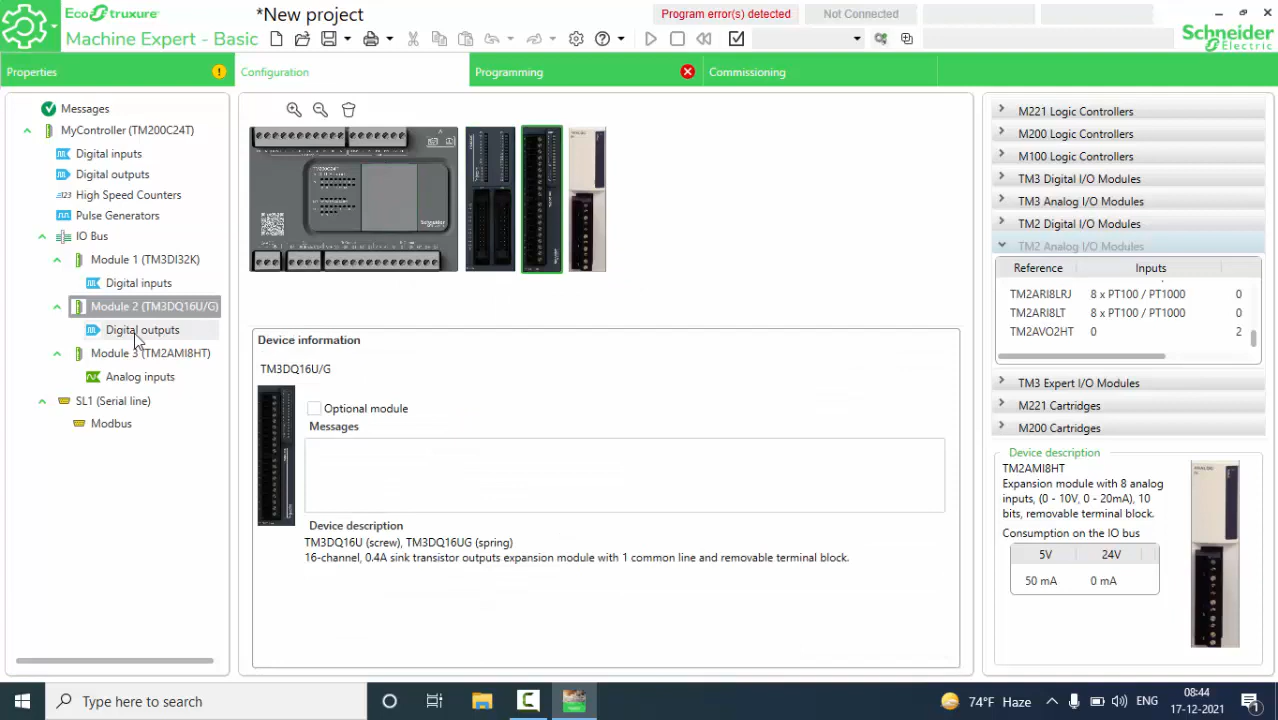 EcoStruxure
Machine Expert - Basic
*New project
Program error(s) detected
Not Connected
Schneider
Electric
Properties
Configuration
Programming
Commissioning
Messages
MyController (TM200C24T)
Digital inputs
Digital outputs
High Speed Counters
Pulse Generators
IO Bus
Module 1 (TM3DI32K)
Digital inputs
Module 2 (TM3DQ16U/G)
Digital outputs
Module 3 (TM2AMI8HT)
Analog inputs
SL1 (Serial line)
Modbus
Device information
TM3DQ16U/G
Optional module
Messages
Device description
TM3DQ16U (screw), TM3DQ16UG (spring)
16-channel, 0.4A sink transistor outputs expansion module with 1 common line and removable terminal block.
M221 Logic Controllers
M200 Logic Controllers
M100 Logic Controllers
TM3 Digital I/O Modules
TM3 Analog I/O Modules
TM2 Digital I/O Modules
TM2 Analog I/O Modules
Reference Inputs
TM2ARI8LRJ 8 x PT100 / PT1000 0
TM2ARI8LT 8 x PT100 / PT1000 0
TM2AVO2HT 0 2
TM3 Expert I/O Modules
M221 Cartridges
M200 Cartridges
Device description
TM2AMI8HT
Expansion module with 8 analog
inputs, (0 - 10V, 0 - 20mA), 10
bits, removable terminal block.
Consumption on the IO bus
5V 24V
50 mA 0 mA
Type here to search
74°F Haze
ENG
08:44
17-12-2021